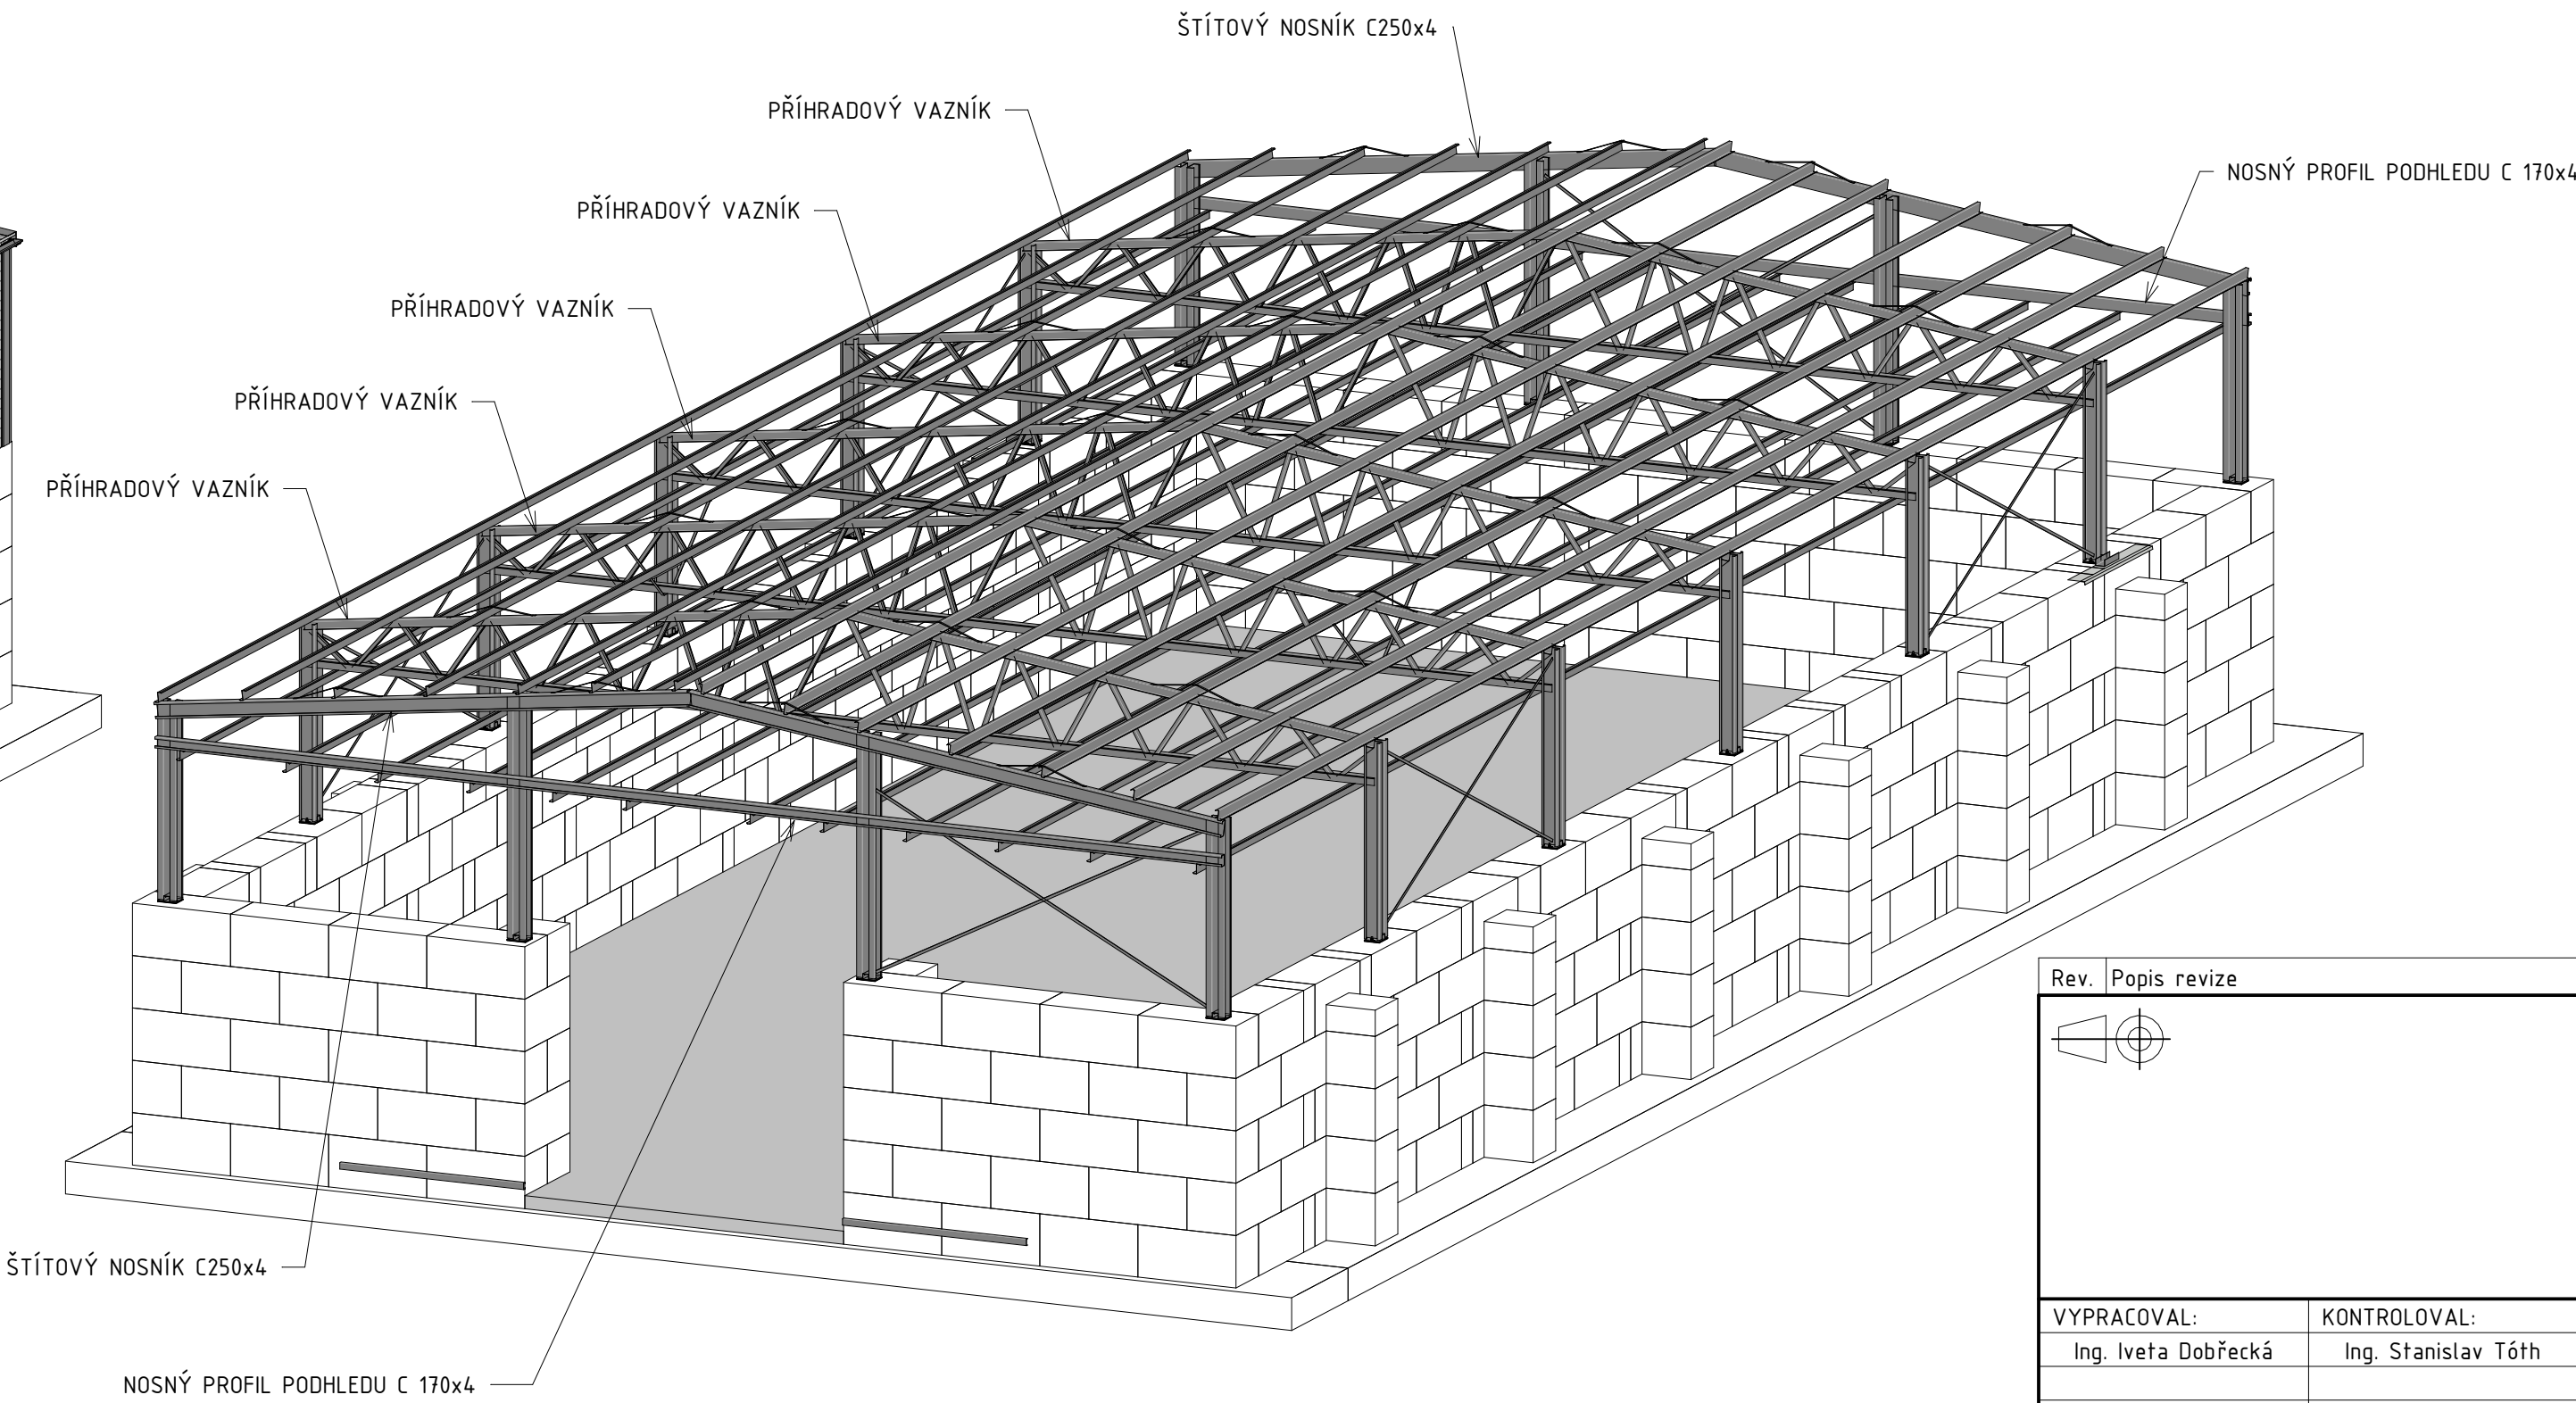 ŠTÍTOVÝ NOSNÍK C250x4
PŘÍHRADOVÝ VAZNÍK
NOSNÝ PROFIL PODHLEDU C 170x4
PŘÍHRADOVÝ VAZNÍK
PŘÍHRADOVÝ VAZNÍK
PŘÍHRADOVÝ VAZNÍK
PŘÍHRADOVÝ VAZNÍK
Rev. Popis revize
ŠTÍTOVÝ NOSNÍK C250x4
VYPRACOVAL: KONTROLOVAL:
Ing. Iveta Dobřecká Ing. Stanislav Tóth
NOSNÝ PROFIL PODHLEDU C 170x4